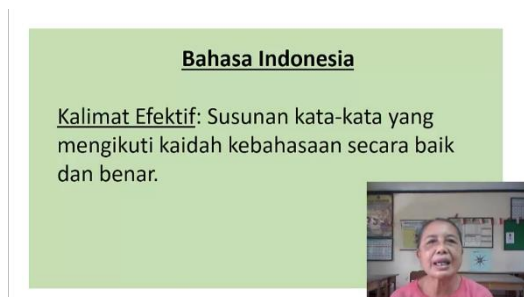 Bahasa Indonesia
Kalimat Efektif: Susunan kata-kata yang
mengikuti kaidah kebahasaan secara baik
dan benar.